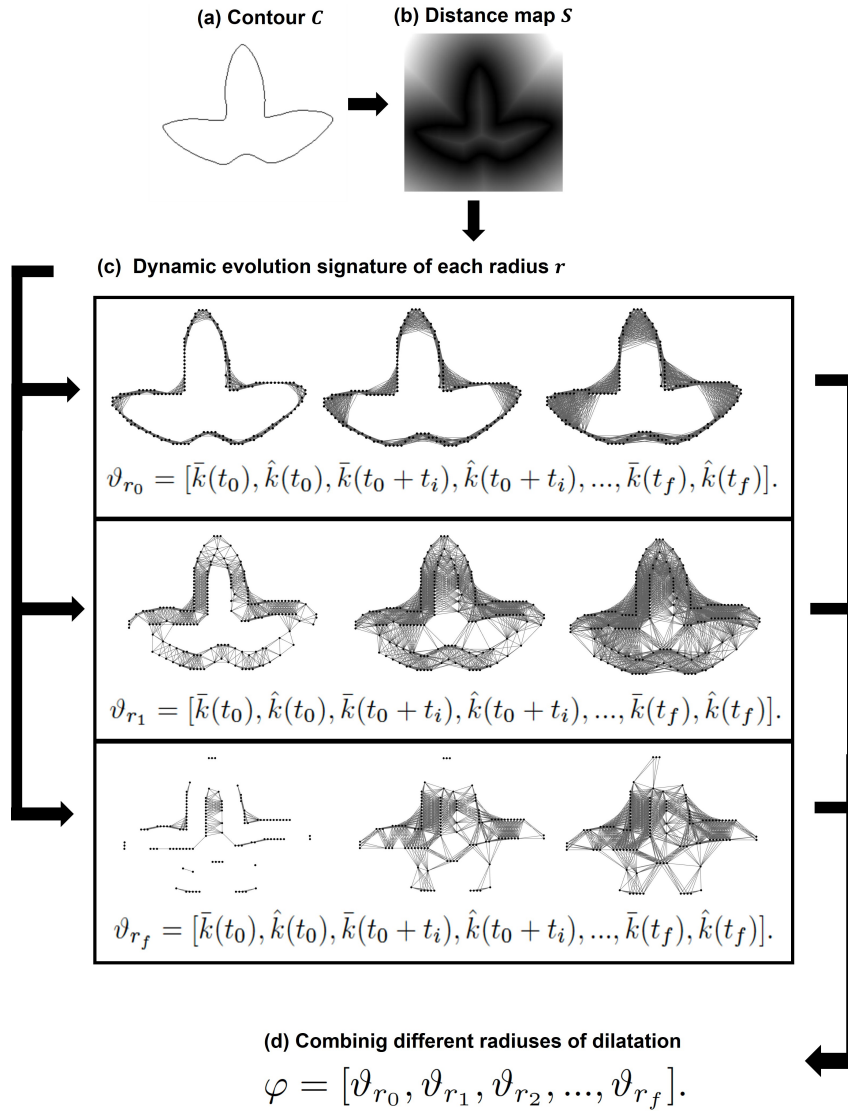 (a) Contour C
(b) Distance map S
(c) Dynamic evolution signature of each radius r
ϑ_{r_0} = [k̄(t_0), k̂(t_0), k̄(t_0 + t_i), k̂(t_0 + t_i), ..., k̄(t_f), k̂(t_f)].
ϑ_{r_1} = [k̄(t_0), k̂(t_0), k̄(t_0 + t_i), k̂(t_0 + t_i), ..., k̄(t_f), k̂(t_f)].
ϑ_{r_f} = [k̄(t_0), k̂(t_0), k̄(t_0 + t_i), k̂(t_0 + t_i), ..., k̄(t_f), k̂(t_f)].
(d) Combinig different radiuses of dilatation
φ = [ϑ_{r_0}, ϑ_{r_1}, ϑ_{r_2}, ..., ϑ_{r_f}].